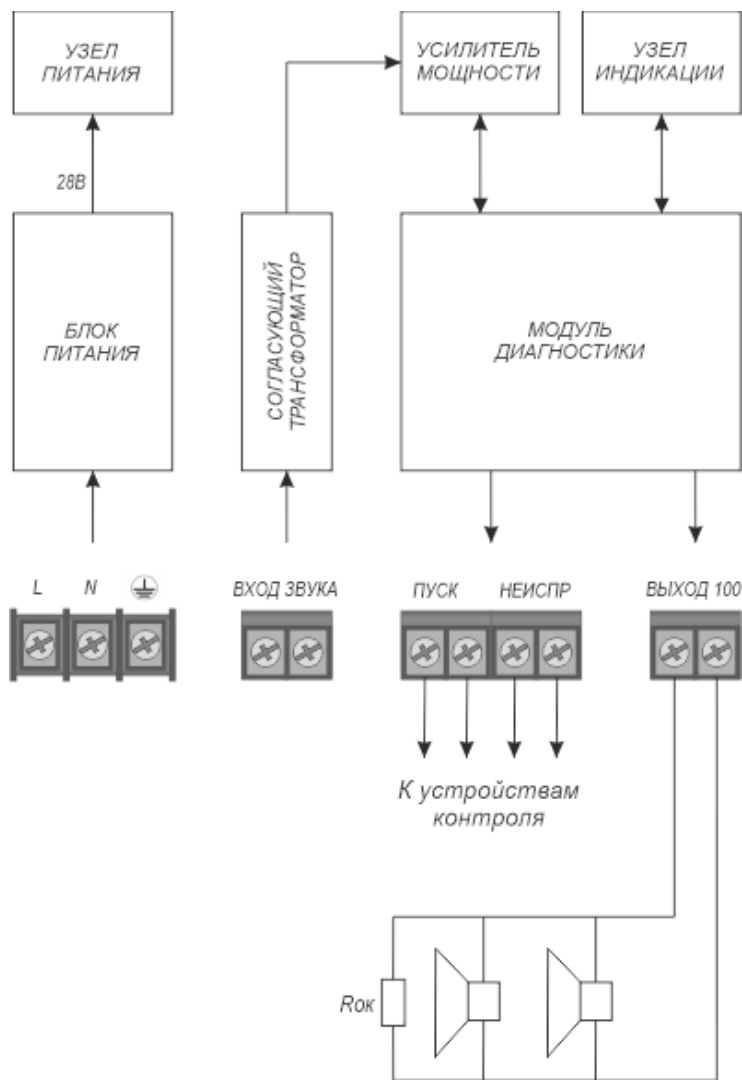 УЗЕЛ
ПИТАНИЯ
УСИЛИТЕЛЬ
МОЩНОСТИ
УЗЕЛ
ИНДИКАЦИИ
28В
БЛОК
ПИТАНИЯ
СОГЛАСУЮЩИЙ
ТРАНСФОРМАТОР
МОДУЛЬ
ДИАГНОСТИКИ
L N ВХОД ЗВУКА ПУСК НЕИСПР ВЫХОД 100
К устройствам
контроля
Rок